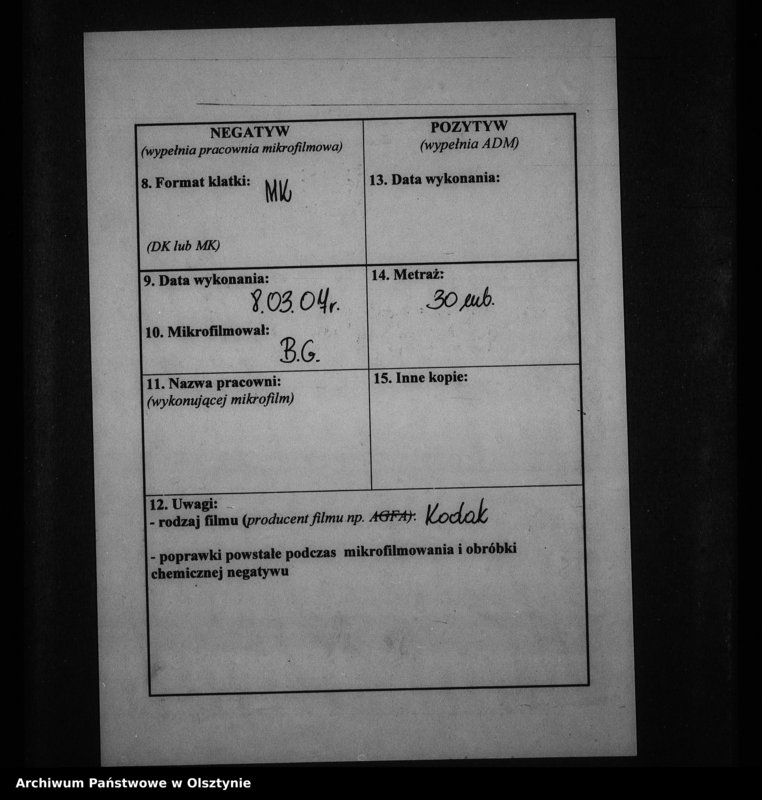 NEGATYW
(wypełnia pracownia mikrofilmowa)
8. Format klatki: MK
(DK lub MK)
POZYTYW
(wypełnia ADM)
13. Data wykonania:
9. Data wykonania:
8.03.04r.
10. Mikrofilmował:
B.G.
14. Metraż:
30
11. Nazwa pracowni:
(wykonującej mikrofilm)
15. Inne kopie:
12. Uwagi:
- rodzaj filmu (producent filmu np. AGFA): Kodak
- poprawki powstałe podczas mikrofilmowania i obróbki
chemicznej negatywu
Archiwum Państwowe w Olsztynie